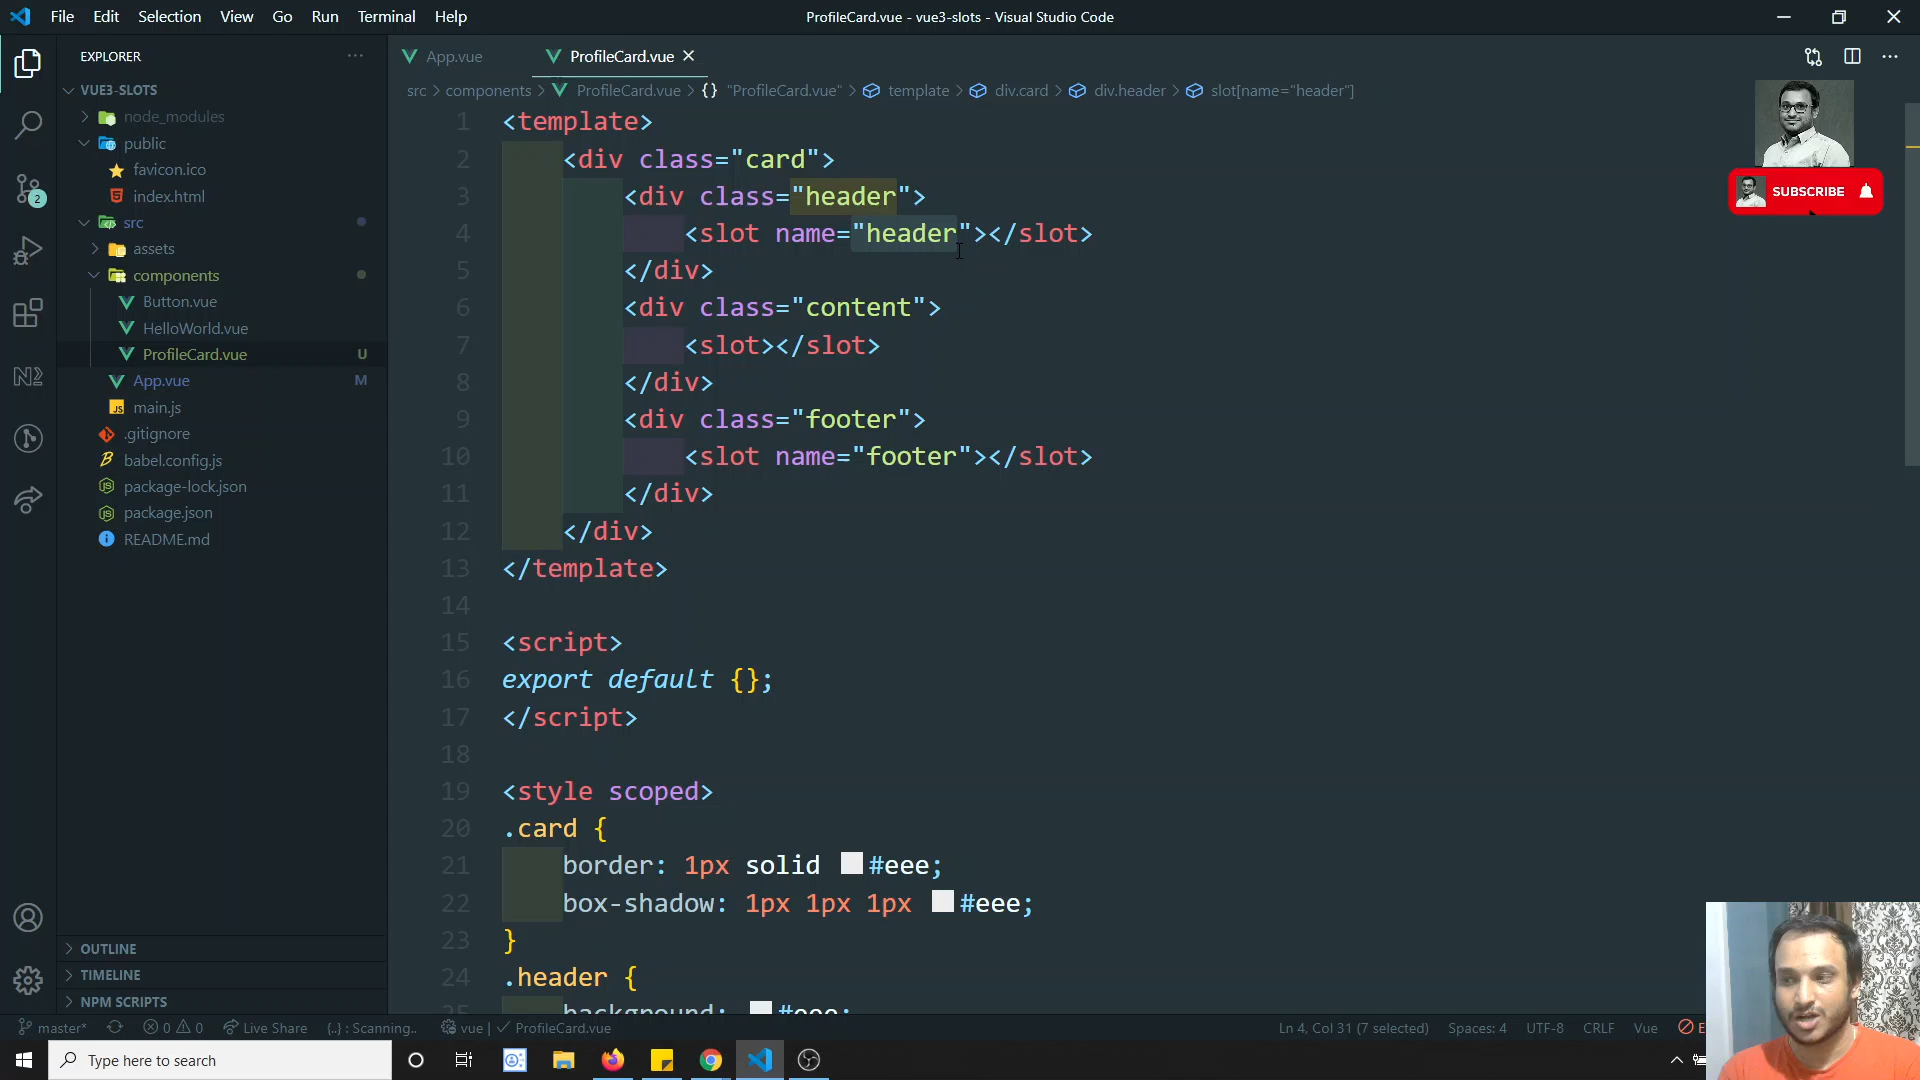 File Edit Selection View Go Run Terminal Help
ProfileCard.vue - vue3-slots - Visual Studio Code
EXPLORER
VUE3-SLOTS
node_modules
public
favicon.ico
index.html
src
assets
components
Button.vue
HelloWorld.vue
ProfileCard.vue U
App.vue M
main.js
.gitignore
babel.config.js
package-lock.json
package.json
README.md
OUTLINE
TIMELINE
NPM SCRIPTS
2
App.vue
ProfileCard.vue
src > components > ProfileCard.vue > {} "ProfileCard.vue" > template > div.card > div.header > slot[name="header"]
1 <template>
2 <div class="card">
3 <div class="header">
4 <slot name="header"></slot>
5 </div>
6 <div class="content">
7 <slot></slot>
8 </div>
9 <div class="footer">
10 <slot name="footer"></slot>
11 </div>
12 </div>
13 </template>
14
15 <script>
16 export default {};
17 </script>
18
19 <style scoped>
20 .card {
21 border: 1px solid #eee;
22 box-shadow: 1px 1px 1px #eee;
23 }
24 .header {
25 background: #eee;
SUBSCRIBE
master* 0 0 Live Share {..} : Scanning.. vue | ProfileCard.vue
Ln 4, Col 31 (7 selected) Spaces: 4 UTF-8 CRLF Vue
Type here to search